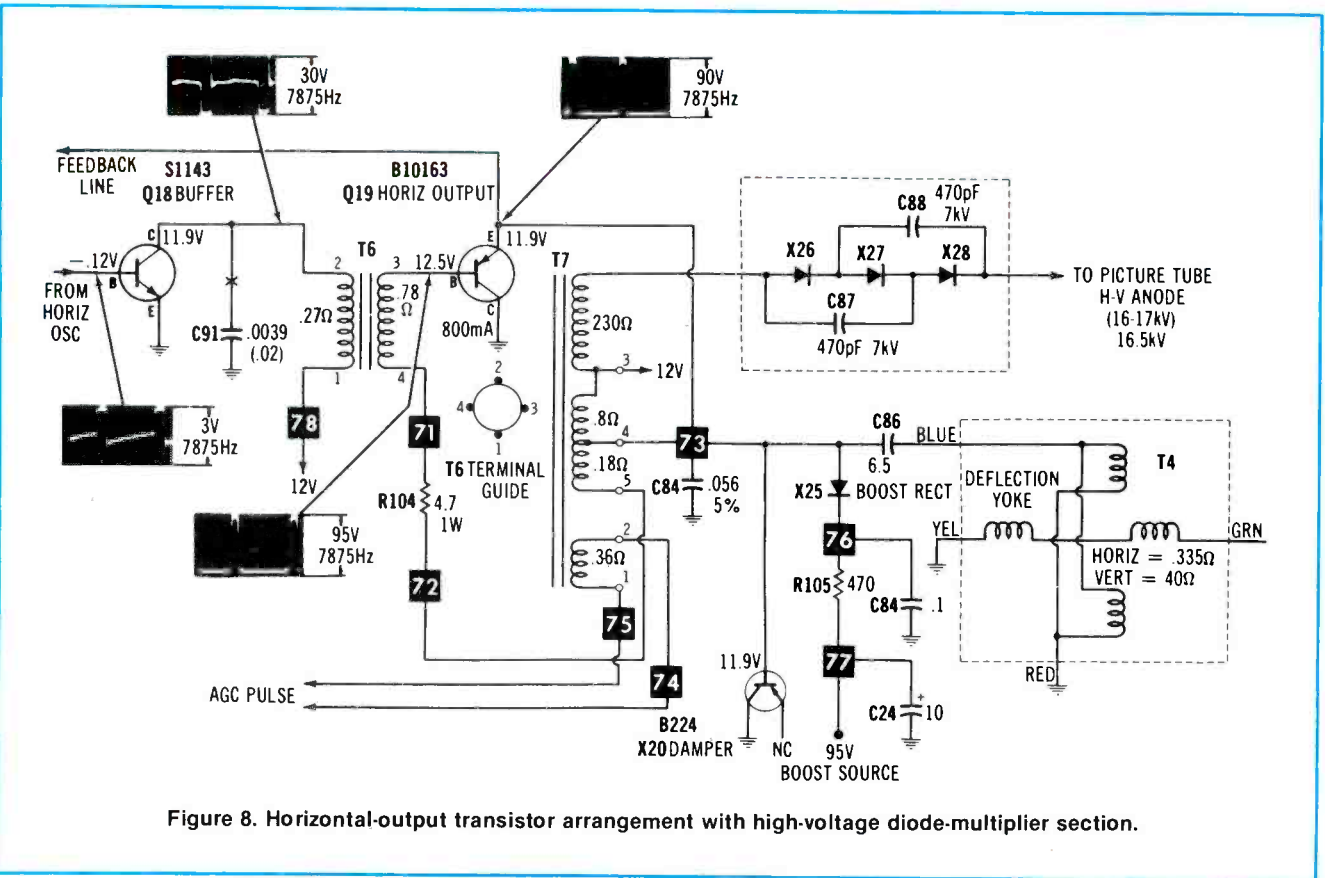 30V
7875Hz
90V
7875Hz
FEEDBACK
LINE
S1143
Q18 BUFFER
B10163
Q19 HORIZ OUTPUT
C
11.9V
-.12V
B
E
FROM
HORIZ
OSC
C91
.0039
(.02)
2
T6
3
.27Ω
.78
Ω
1
4
12.5V
E
11.9V
B
C
800mA
T7
230Ω
3
12V
.8Ω
4
.18Ω
5
2
.36Ω
1
C88
470pF
7kV
X26
X27
X28
C87
470pF 7kV
TO PICTURE TUBE
H-V ANODE
(16-17kV)
16.5kV
3V
7875Hz
78
12V
71
2
4
3
1
T6 TERMINAL
GUIDE
R104
4.7
1W
95V
7875Hz
72
73
C84
.056
5%
C86
6.5
BLUE
X25
BOOST RECT
T4
DEFLECTION
YOKE
YEL
GRN
HORIZ = .335Ω
VERT = 40Ω
RED
76
R105
470
C84
.1
75
74
AGC PULSE
11.9V
77
B224
X20 DAMPER
NC
C24
+
10
95V
BOOST SOURCE
Figure 8. Horizontal-output transistor arrangement with high-voltage diode-multiplier section.